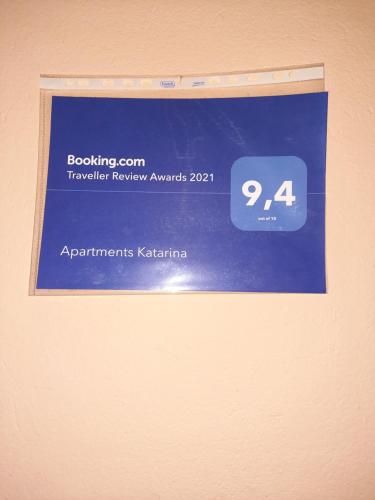 Booking.com
Traveller Review Awards 2021
9,4
out of 10
Apartments Katarina